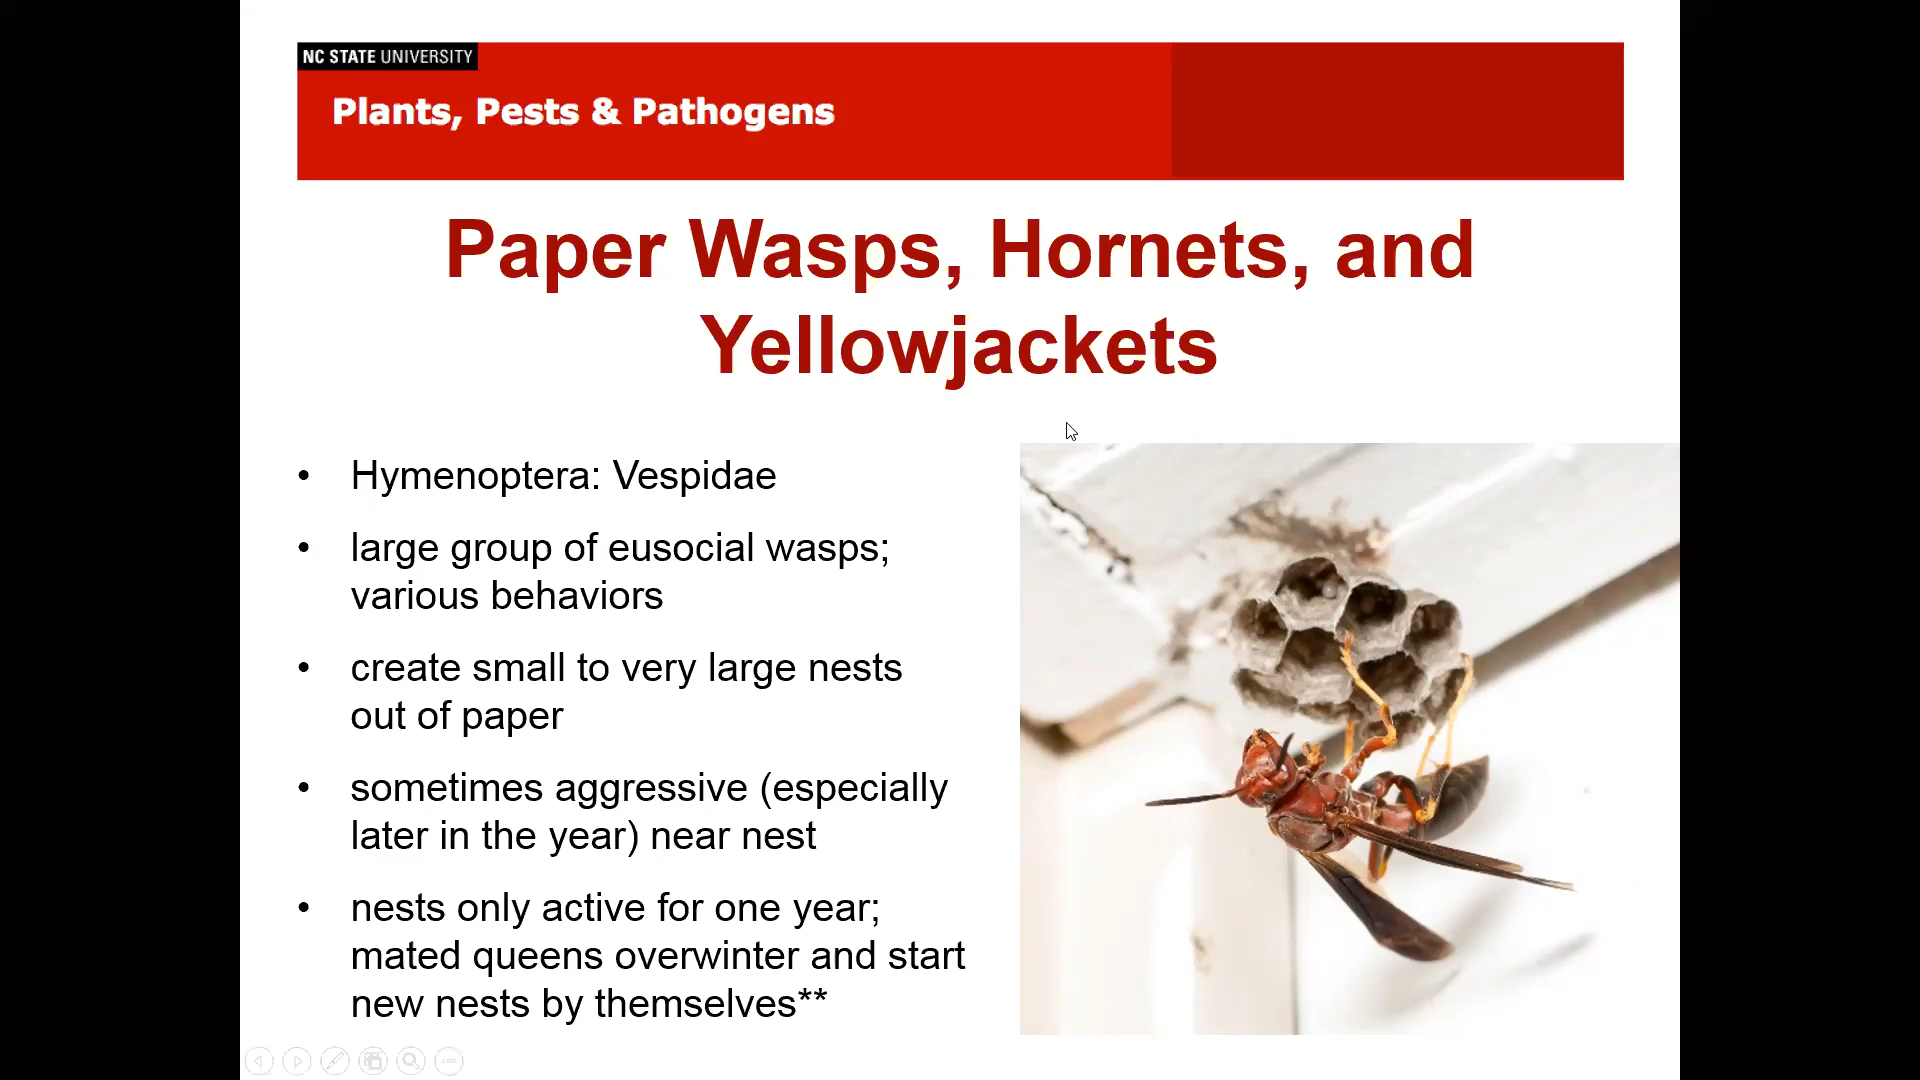 NC STATE UNIVERSITY
Plants, Pests & Pathogens
Paper Wasps, Hornets, and
Yellowjackets
• Hymenoptera: Vespidae
• large group of eusocial wasps;
various behaviors
• create small to very large nests
out of paper
• sometimes aggressive (especially
later in the year) near nest
• nests only active for one year;
mated queens overwinter and start
new nests by themselves**